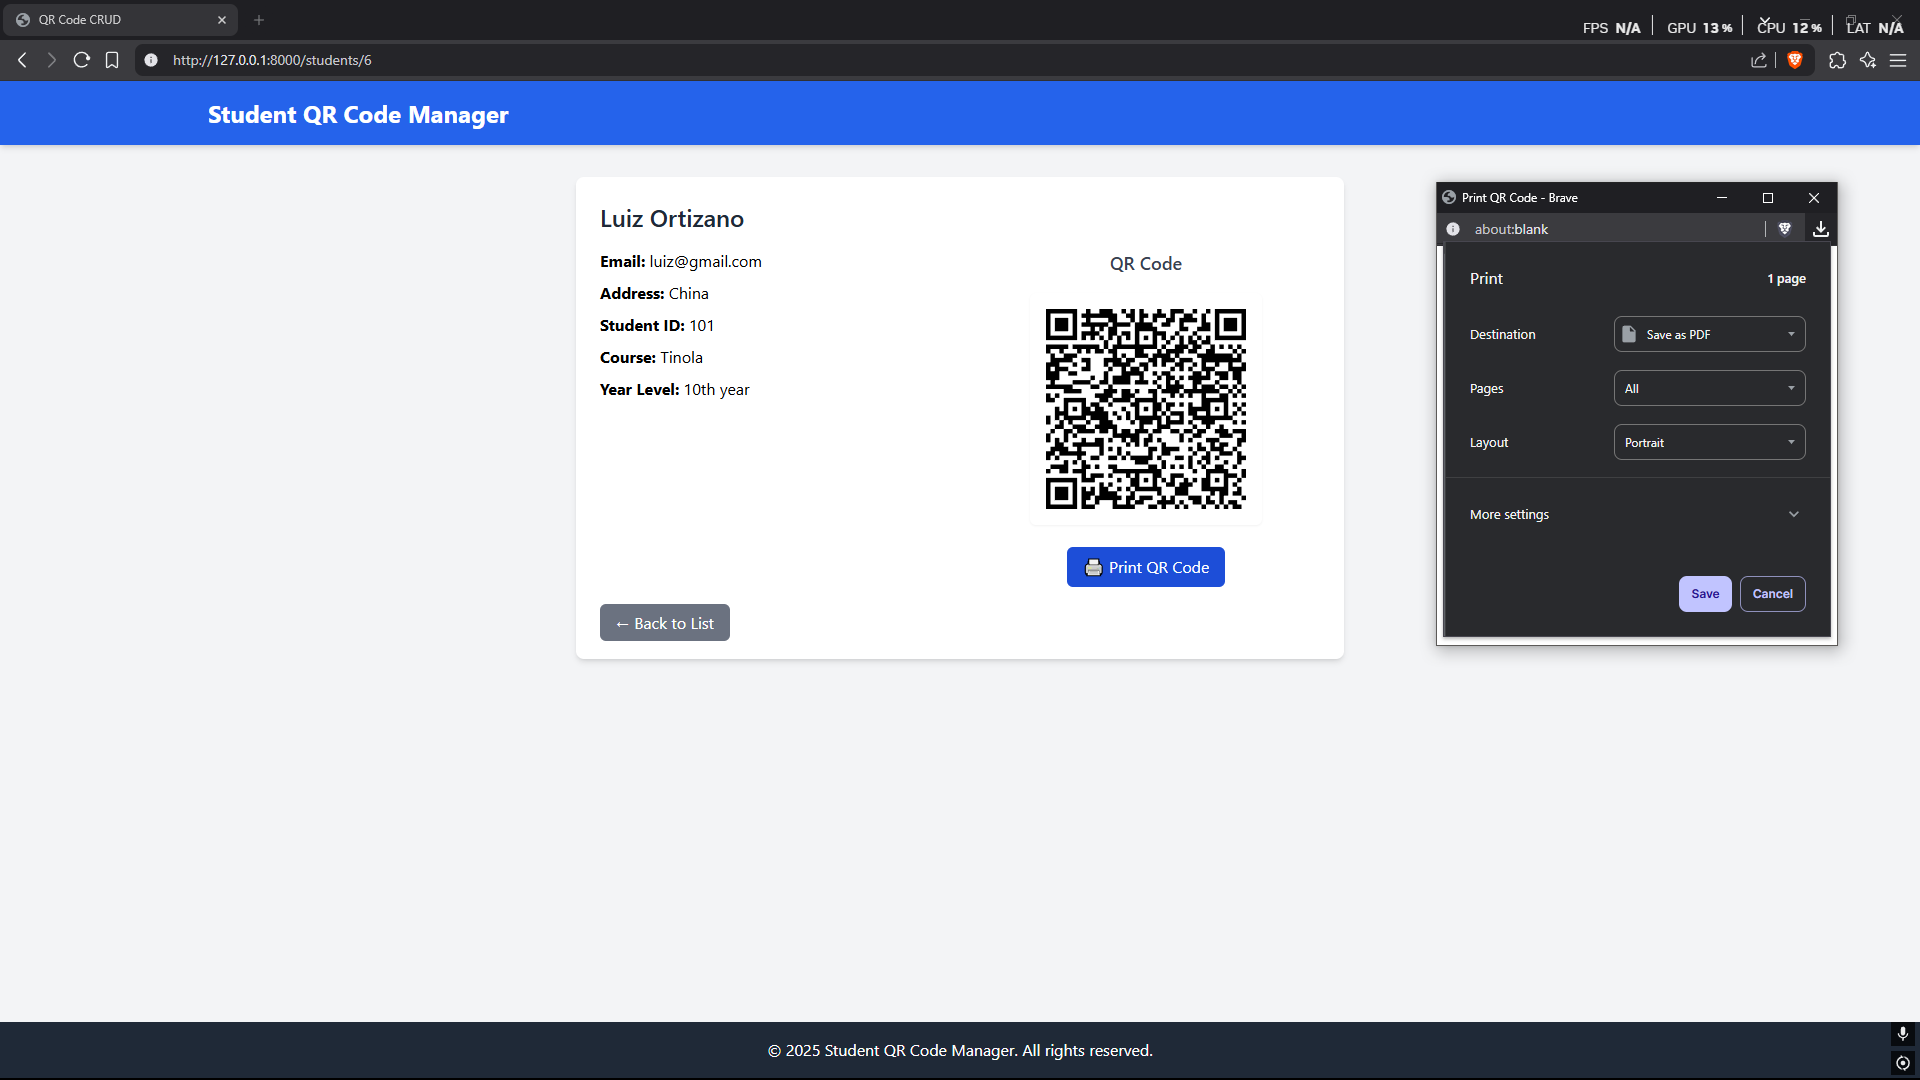 QR Code CRUD
FPS N/A GPU 13 % CPU 12 % LAT N/A
http://127.0.0.1:8000/students/6
Student QR Code Manager
Luiz Ortizano
Email: luiz@gmail.com
Address: China
Student ID: 101
Course: Tinola
Year Level: 10th year
QR Code
Print QR Code
← Back to List
Print QR Code - Brave
about:blank
Print 1 page
Destination Save as PDF
Pages All
Layout Portrait
More settings
Save Cancel
© 2025 Student QR Code Manager. All rights reserved.